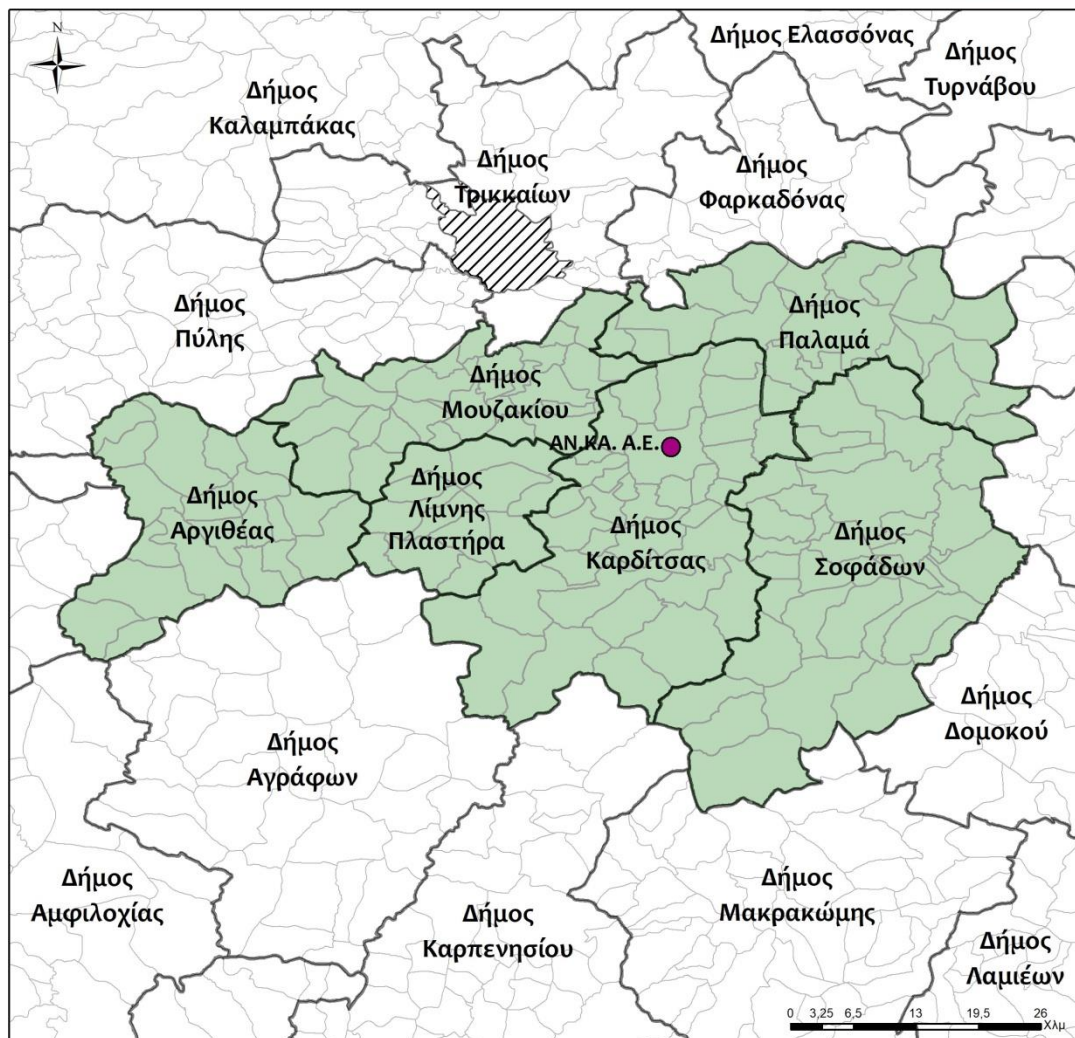 N
Δήμος Ελασσόνας
Δήμος
Τυρνάβου
Δήμος
Καλαμπάκας
Δήμος
Τρικκαίων
Δήμος
Φαρκαδόνας
Δήμος
Πύλης
Δήμος
Παλαμά
Δήμος
Μουζακίου
ΑΝ.ΚΑ. Α.Ε.
Δήμος
Αργιθέας
Δήμος
Λίμνης
Πλαστήρα
Δήμος
Καρδίτσας
Δήμος
Σοφάδων
Δήμος
Δομοκού
Δήμος
Αγράφων
Δήμος
Αμφιλοχίας
Δήμος
Καρπενησίου
Δήμος
Μακρακώμης
Δήμος
Λαμιέων
0 3,25 6,5 13 19,5 26
Χλμ